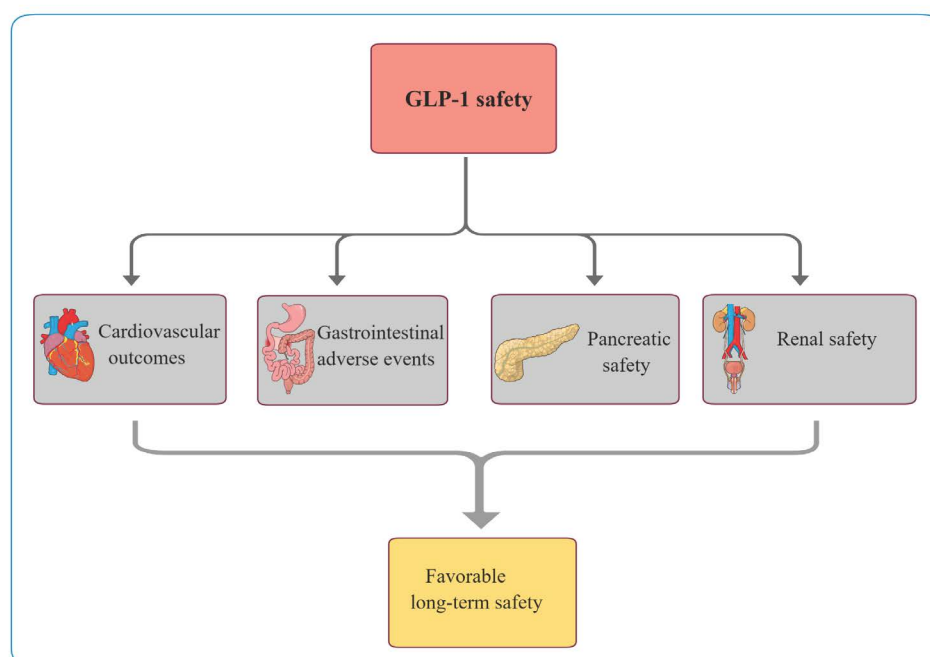 GLP-1 safety
Cardiovascular
outcomes
Gastrointestinal
adverse events
Pancreatic
safety
Renal safety
Favorable
long-term safety